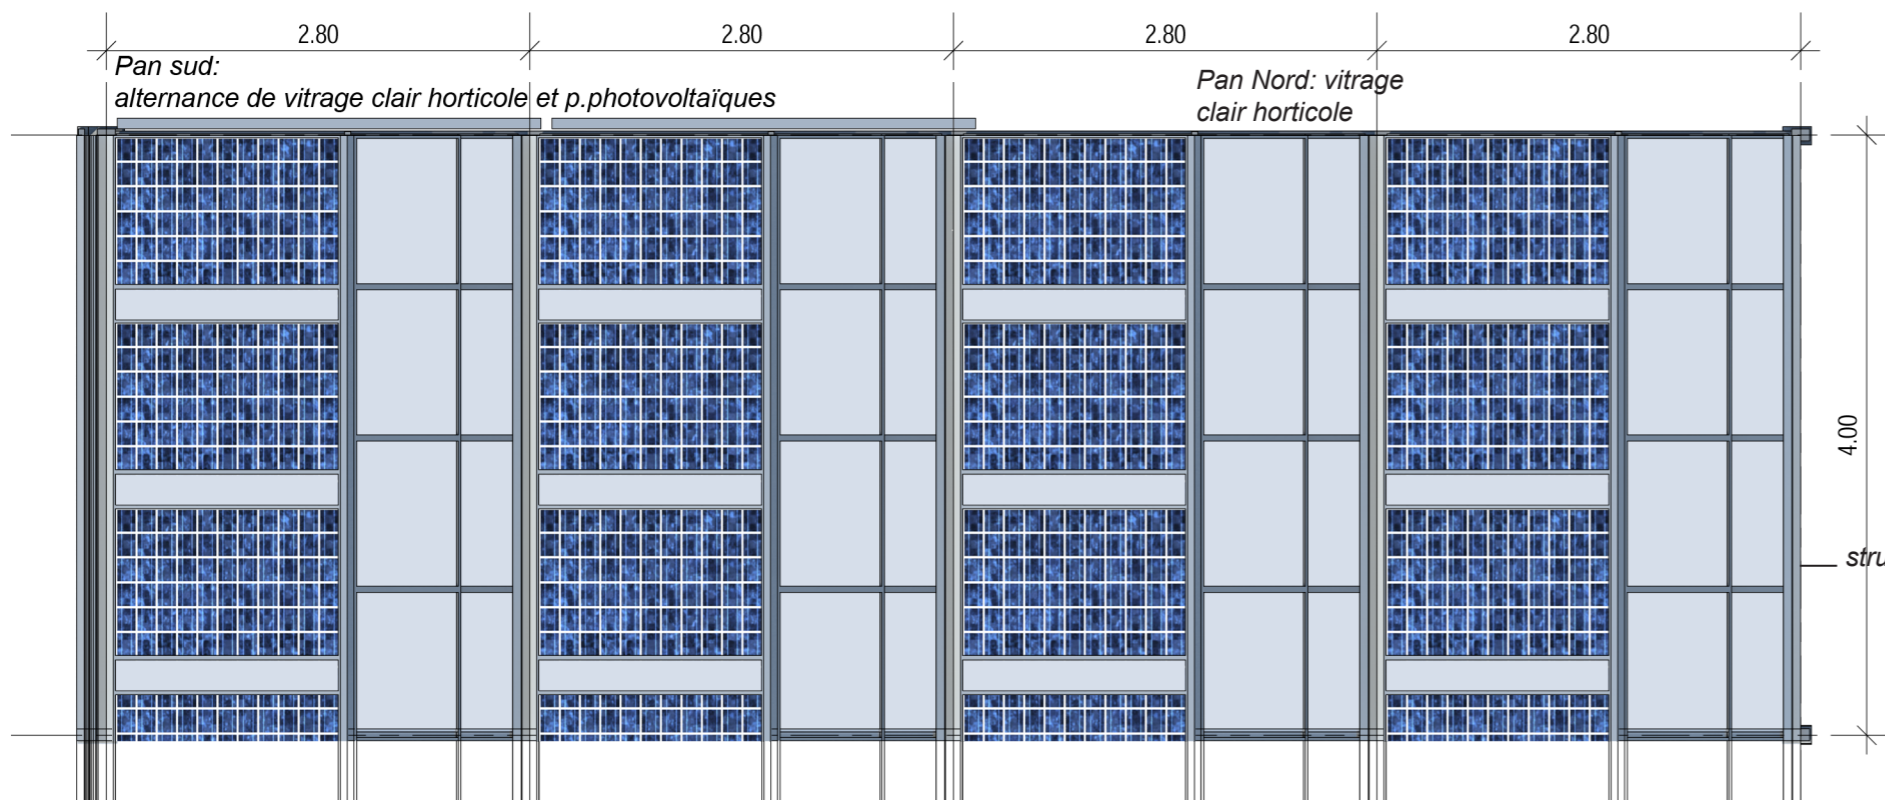 2.80 2.80 2.80 2.80
Pan sud:
alternance de vitrage clair horticole et p.photovoltaïques
Pan Nord: vitrage
clair horticole
4.00
stru